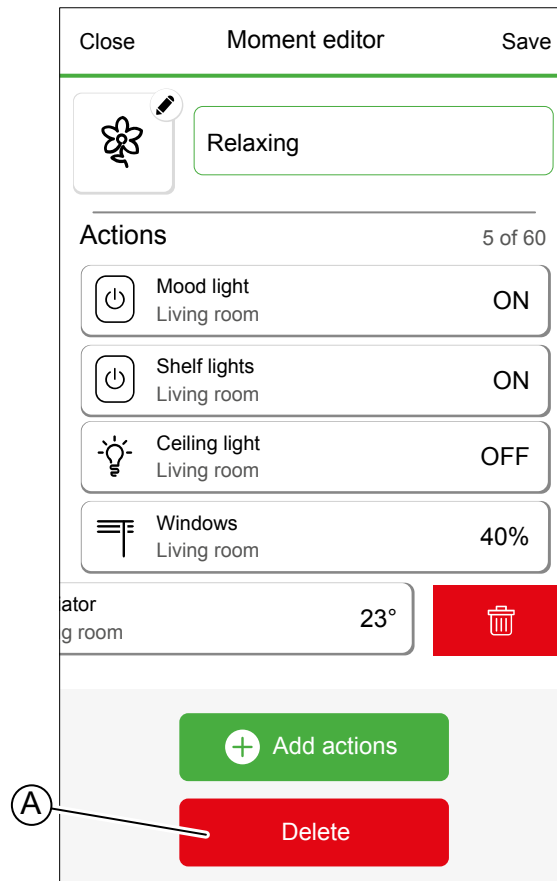 Close Moment editor Save
Relaxing
Actions 5 of 60
Mood light
Living room
ON
Shelf lights
Living room
ON
Ceiling light
Living room
OFF
Windows
Living room
40%
iator
g room
23°
Add actions
A
Delete